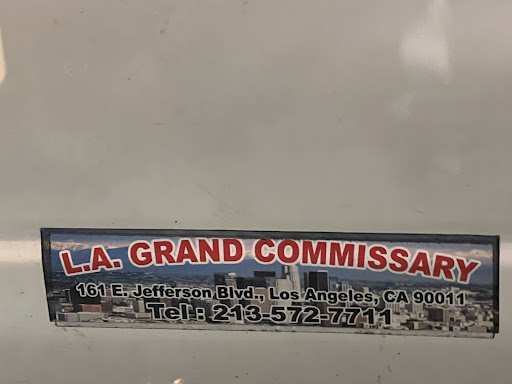 L.A. GRAND COMMISSARY
161 E. Jefferson Blvd., Los Angeles, CA 90011
Tel : 213-572-7711